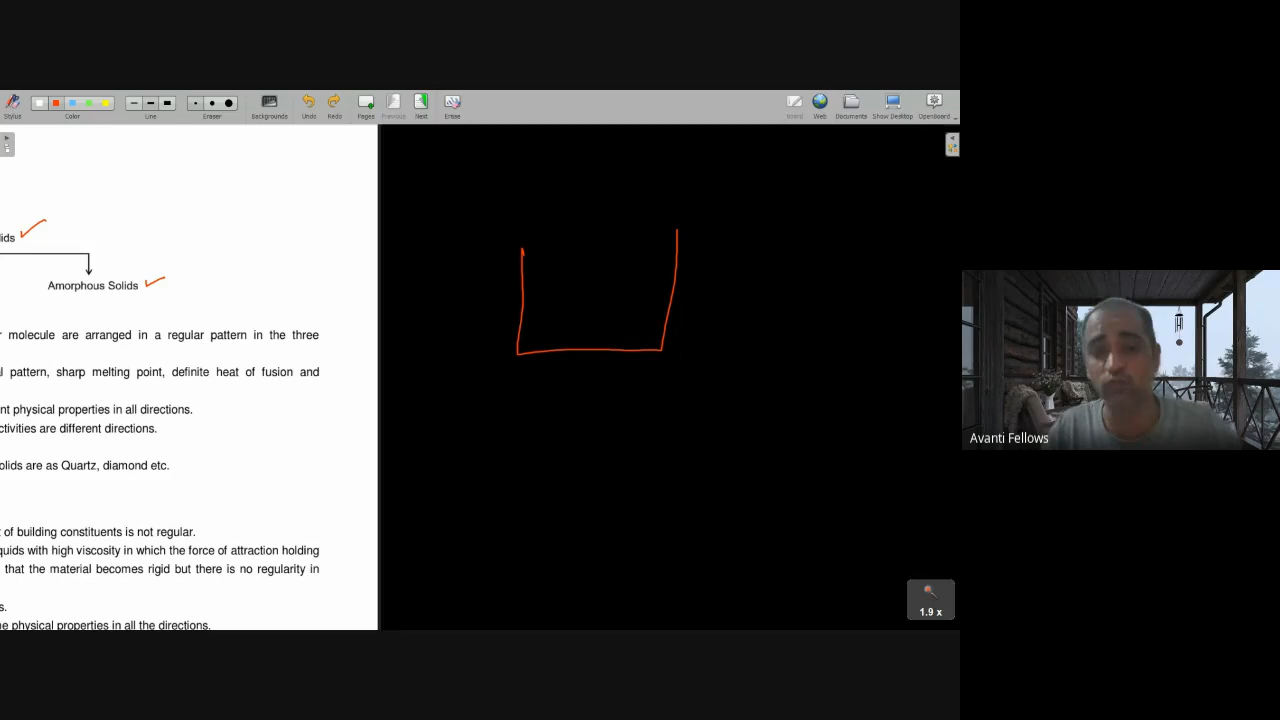 Stylus
Color
Line
Eraser
Backgrounds
Undo
Redo
Pages
Previous
Next
Erase
Board
Web
Documents
Show Desktop
OpenBoard
lids
Amorphous Solids
r molecule are arranged in a regular pattern in the three
l pattern, sharp melting point, definite heat of fusion and
nt physical properties in all directions.
ctivities are different directions.
olids are as Quartz, diamond etc.
t of building constituents is not regular.
quids with high viscosity in which the force of attraction holding
that the material becomes rigid but there is no regularity in
s.
ne physical properties in all the directions.
1.9 x
Avanti Fellows